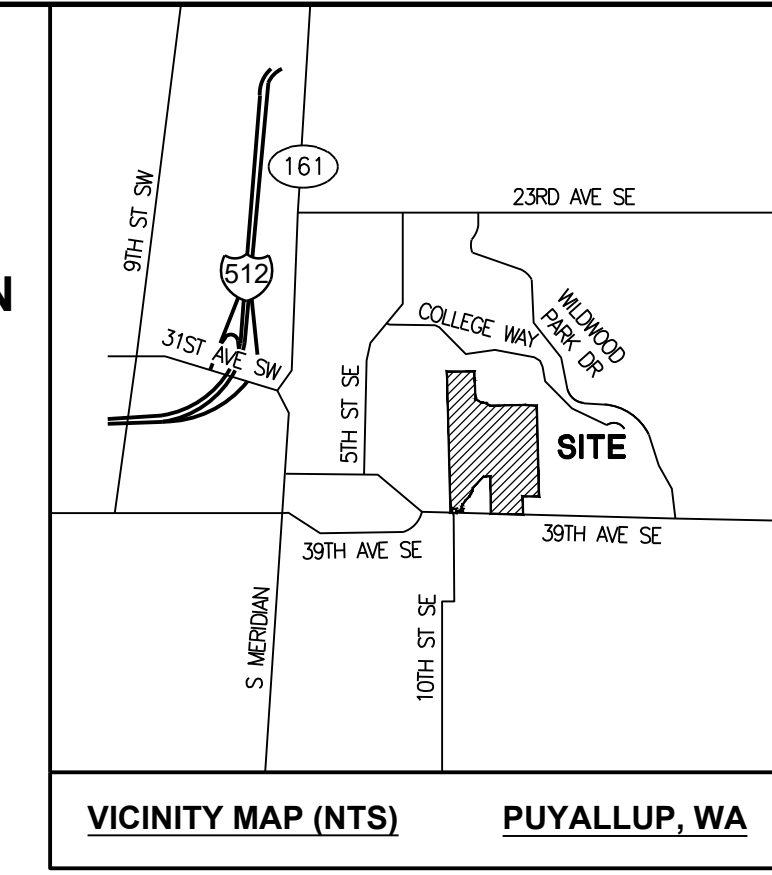 161
9TH ST SW
23RD AVE SE
N
512
WILDWOOD
PARK DR
COLLEGE WAY
31ST AVE SW
5TH ST SE
SITE
39TH AVE SE
39TH AVE SE
S MERIDIAN
10TH ST SE
VICINITY MAP (NTS) PUYALLUP, WA